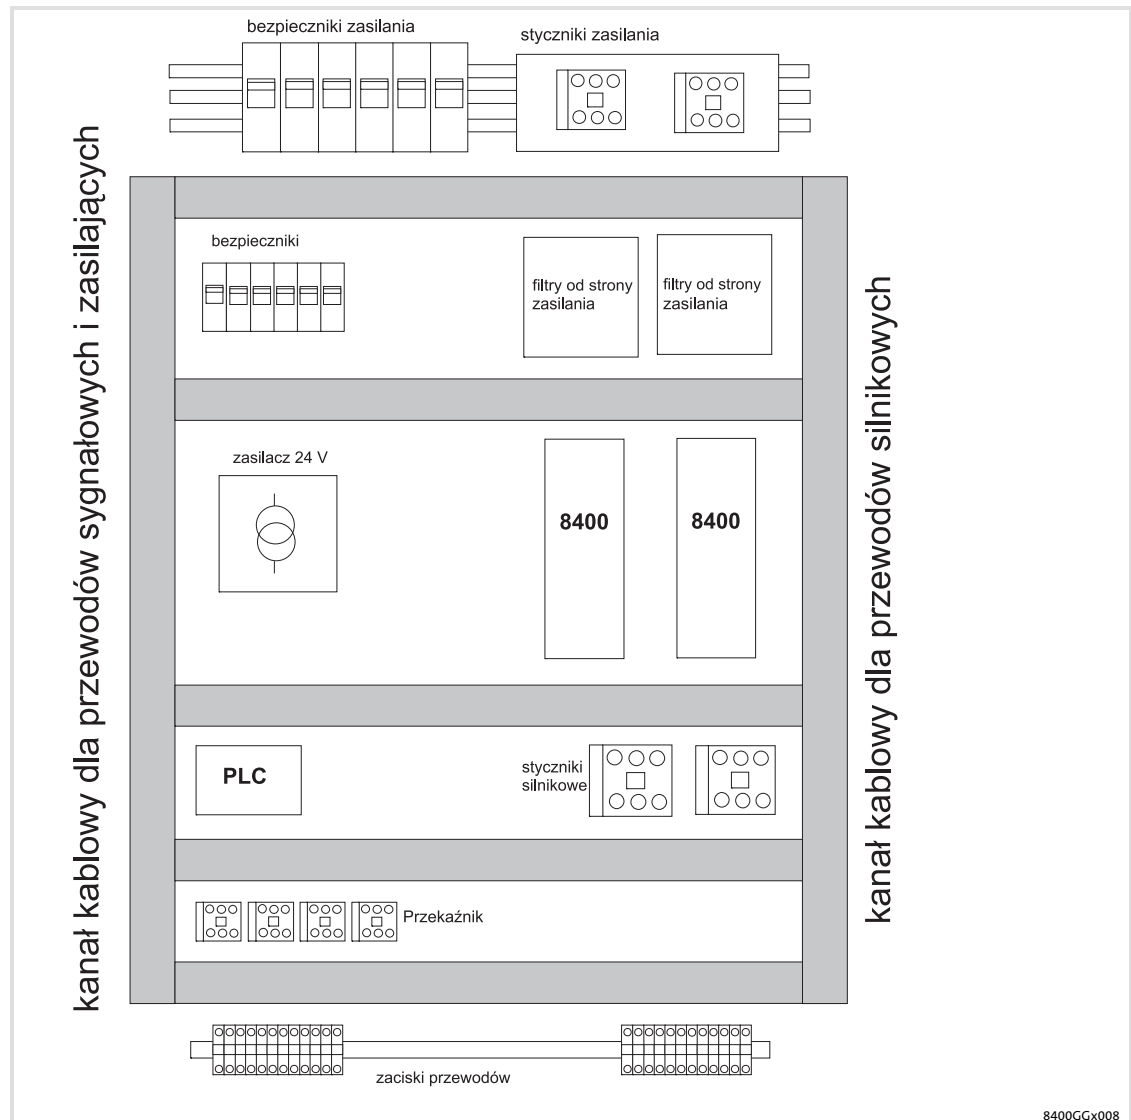 bezpieczniki zasilania
styczniki zasilania
kanał kablowy dla przewodów sygnałowych i zasilających
bezpieczniki
filtry od strony
zasilania
filtry od strony
zasilania
kanał kablowy dla przewodów silnikowych
zasilacz 24 V
8400
8400
PLC
styczniki
silnikowe
Przekaźnik
zaciski przewodów
8400GGx008